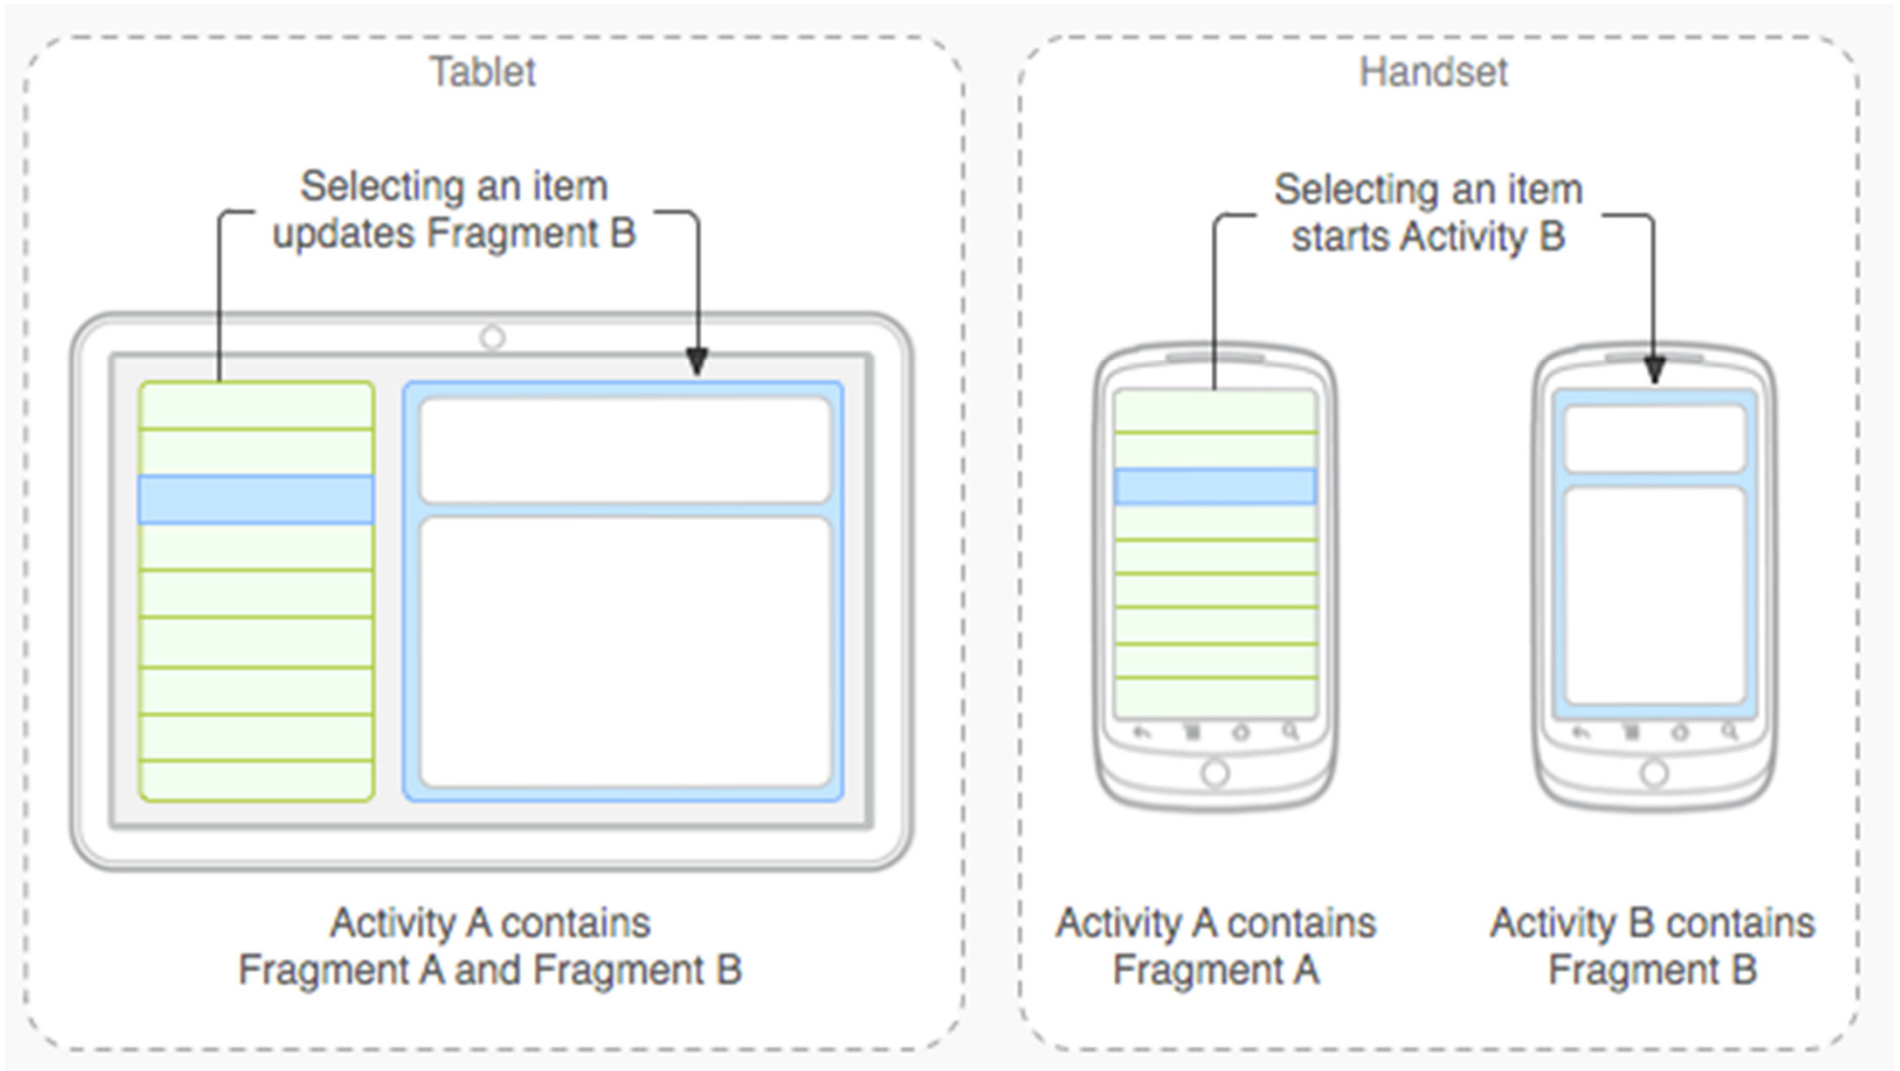 Tablet
Selecting an item
updates Fragment B
Activity A contains
Fragment A and Fragment B
Handset
Selecting an item
starts Activity B
Activity A contains
Fragment A
Activity B contains
Fragment B